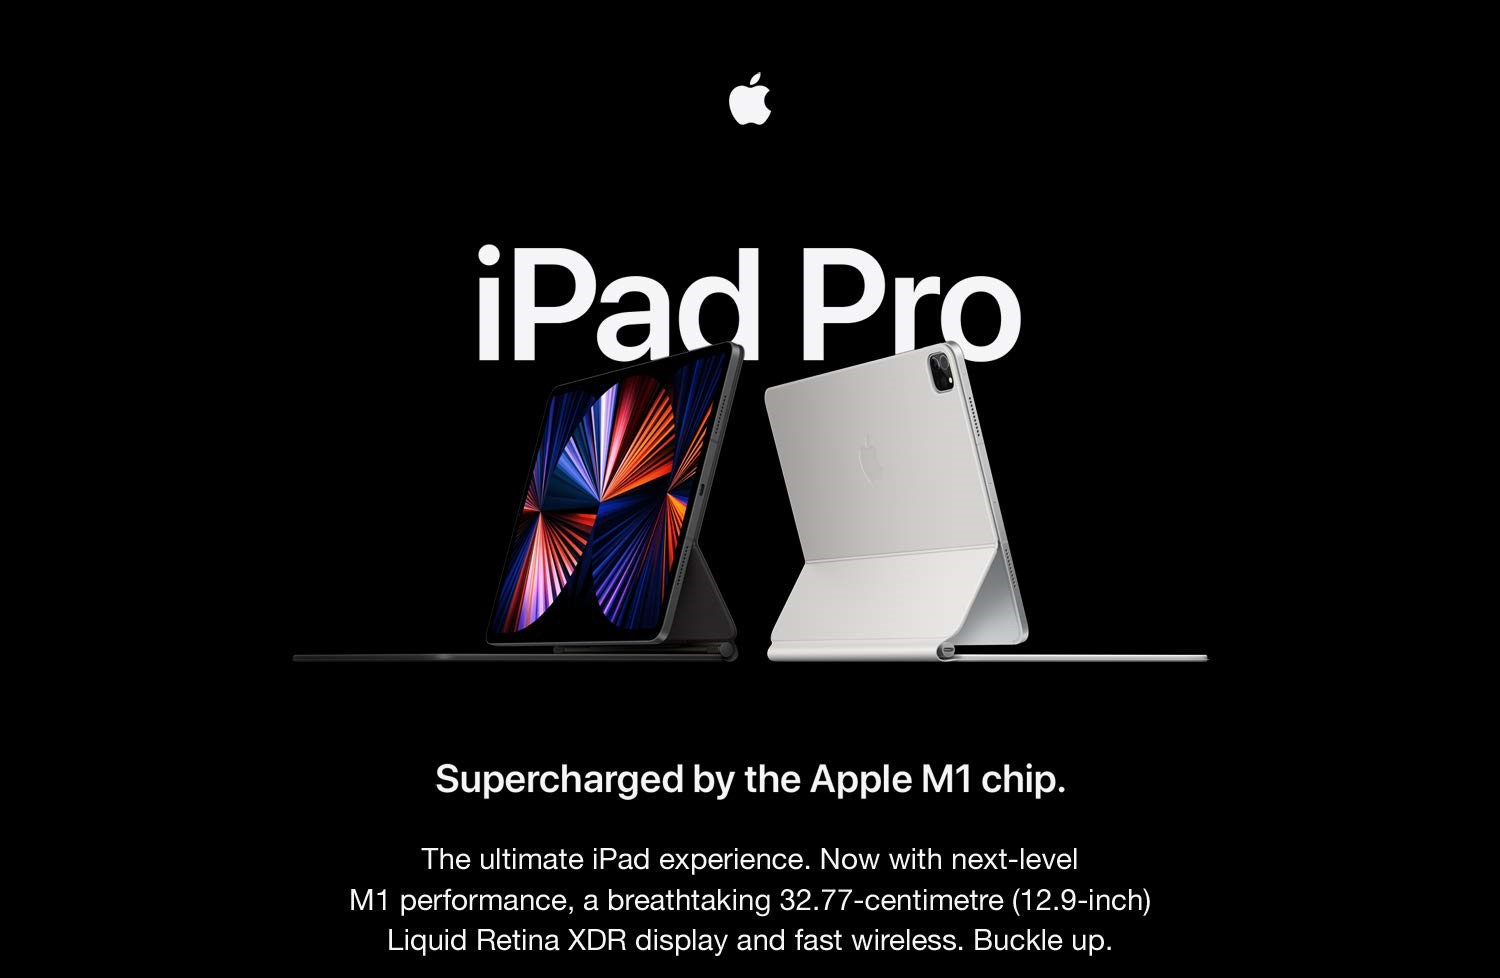 iPad Pro
Supercharged by the Apple M1 chip.
The ultimate iPad experience. Now with next-level
M1 performance, a breathtaking 32.77-centimetre (12.9-inch)
Liquid Retina XDR display and fast wireless. Buckle up.